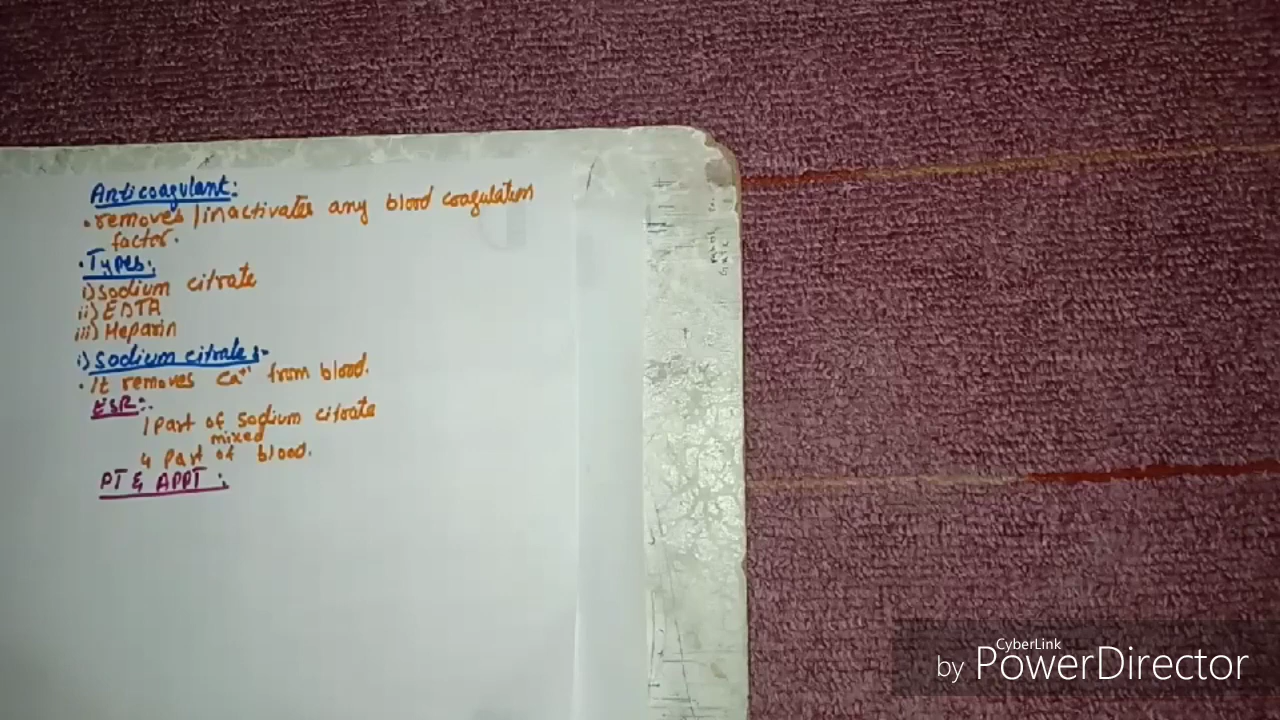 Anticoagulant:
• removes/inactivates any blood coagulation
factor.
• Types:
i) Sodium citrate
ii) EDTA
iii) Heparin
i) Sodium citrate:-
• It removes Ca++ from blood.
ESR:-
1 part of sodium citrate
mixed
4 part of blood.
PT & APPT :
CyberLink
by PowerDirector